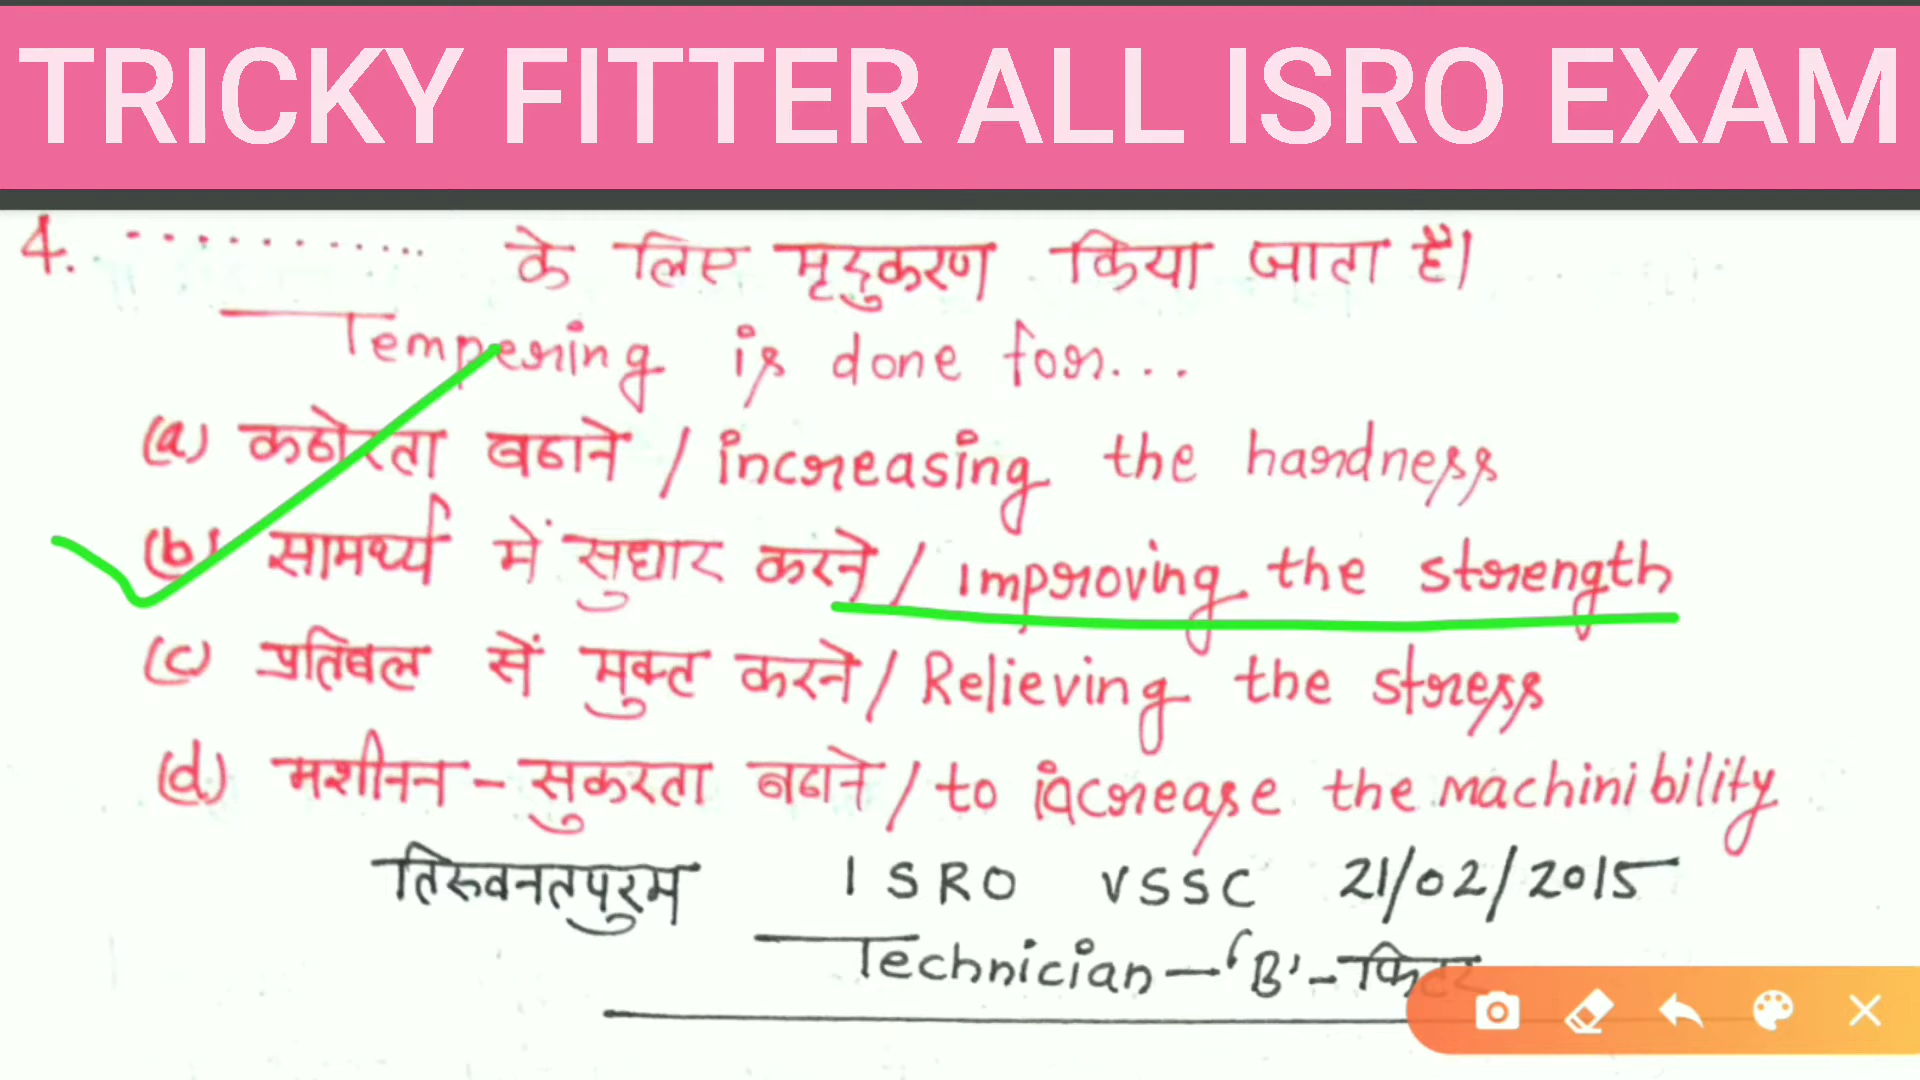 TRICKY FITTER ALL ISRO EXAM
4. ............ के लिए मृदुकरण किया जाता है।
Tempering is done for...
(a) कठोरता बढाने / increasing the hardness
(b) सामर्थ्य में सुधार करने / improving the strength
(c) प्रतिबल सें मुक्त करने / Relieving the stress
(d) मशीनन - सुकरता बढाने / to increase the machinibility
तिरुवनतपुरम ISRO VSSC 21/02/2015
Technician - 'B' - फिटर